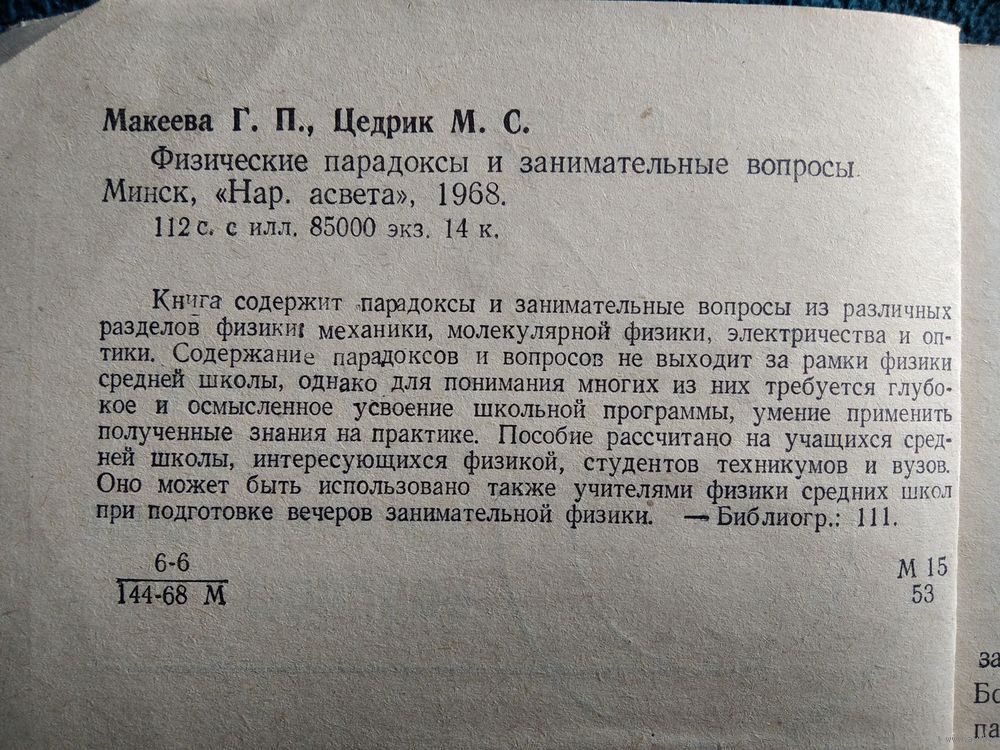 Макеева Г. П., Цедрик М. С.
Физические парадоксы и занимательные вопросы.
Минск, «Нар. асвета», 1968.
112 с. с илл. 85000 экз. 14 к.
Книга содержит парадоксы и занимательные вопросы из различных
разделов физики: механики, молекулярной физики, электричества и оп-
тики. Содержание парадоксов и вопросов не выходит за рамки физики
средней школы, однако для понимания многих из них требуется глубо-
кое и осмысленное усвоение школьной программы, умение применить
полученные знания на практике. Пособие рассчитано на учащихся сред-
ней школы, интересующихся физикой, студентов техникумов и вузов.
Оно может быть использовано также учителями физики средних школ
при подготовке вечеров занимательной физики. — Библиогр.: 111.
6-6
144-68 М
М 15
53
за
Бо
па